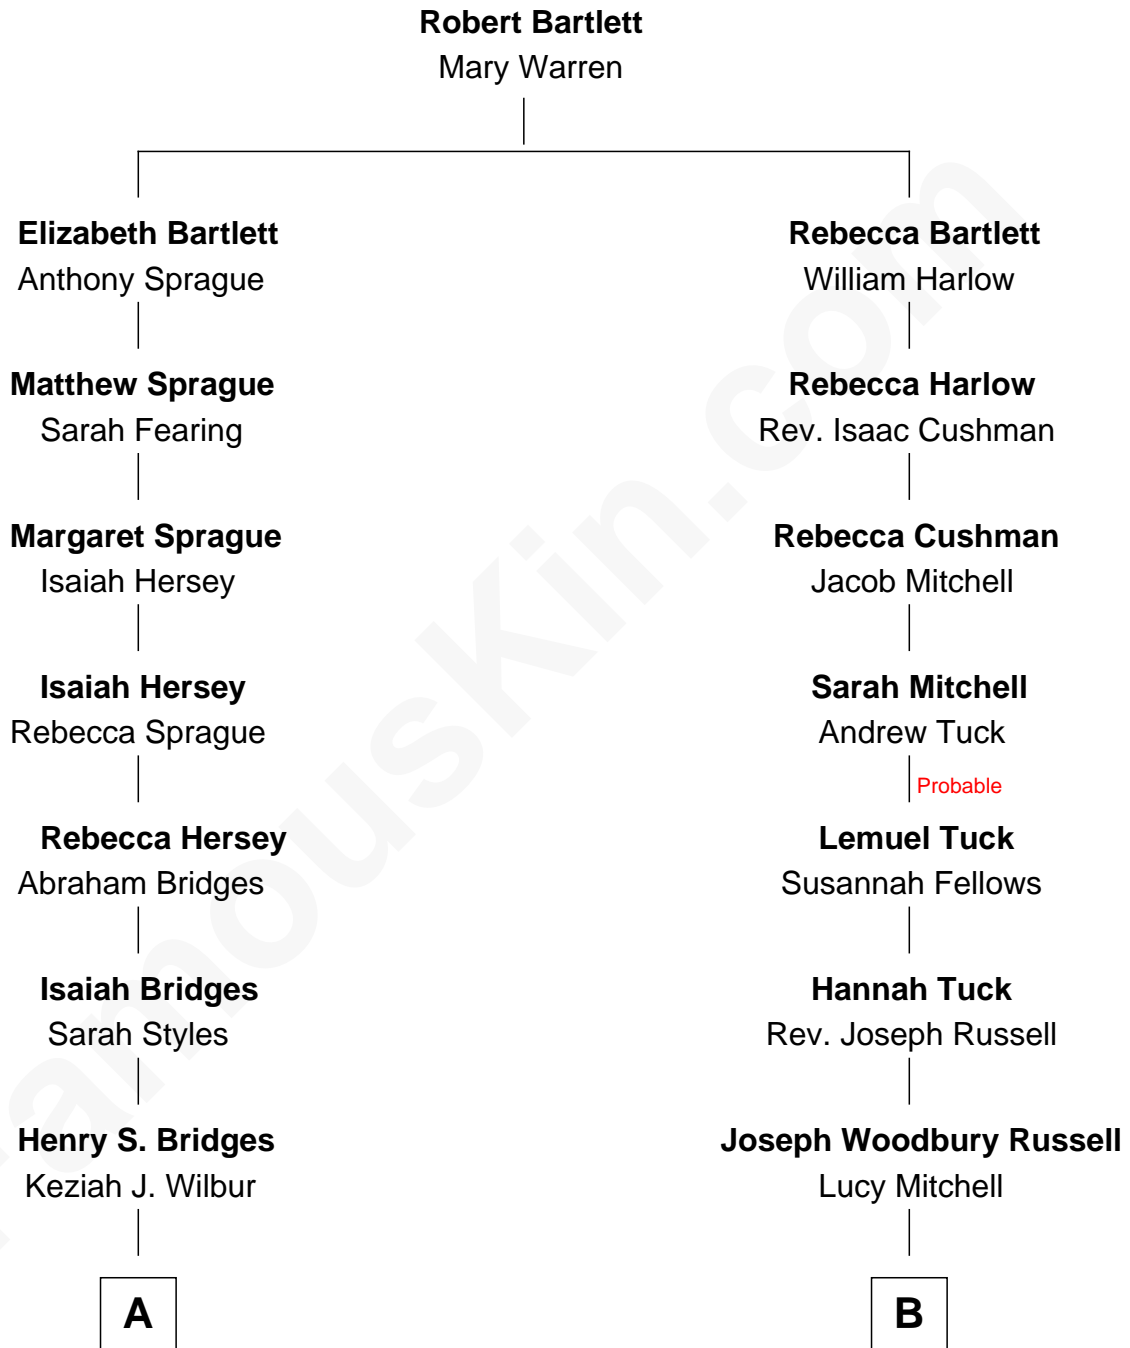 Robert Bartlett
Mary Warren
Elizabeth Bartlett
Anthony Sprague
Matthew Sprague
Sarah Fearing
Margaret Sprague
Isaiah Hersey
Isaiah Hersey
Rebecca Sprague
Rebecca Hersey
Abraham Bridges
Isaiah Bridges
Sarah Styles
Henry S. Bridges
Keziah J. Wilbur
A
Rebecca Bartlett
William Harlow
Rebecca Harlow
Rev. Isaac Cushman
Rebecca Cushman
Jacob Mitchell
Sarah Mitchell
Andrew Tuck
Probable
Lemuel Tuck
Susannah Fellows
Hannah Tuck
Rev. Joseph Russell
Joseph Woodbury Russell
Lucy Mitchell
B
FamousKin.com